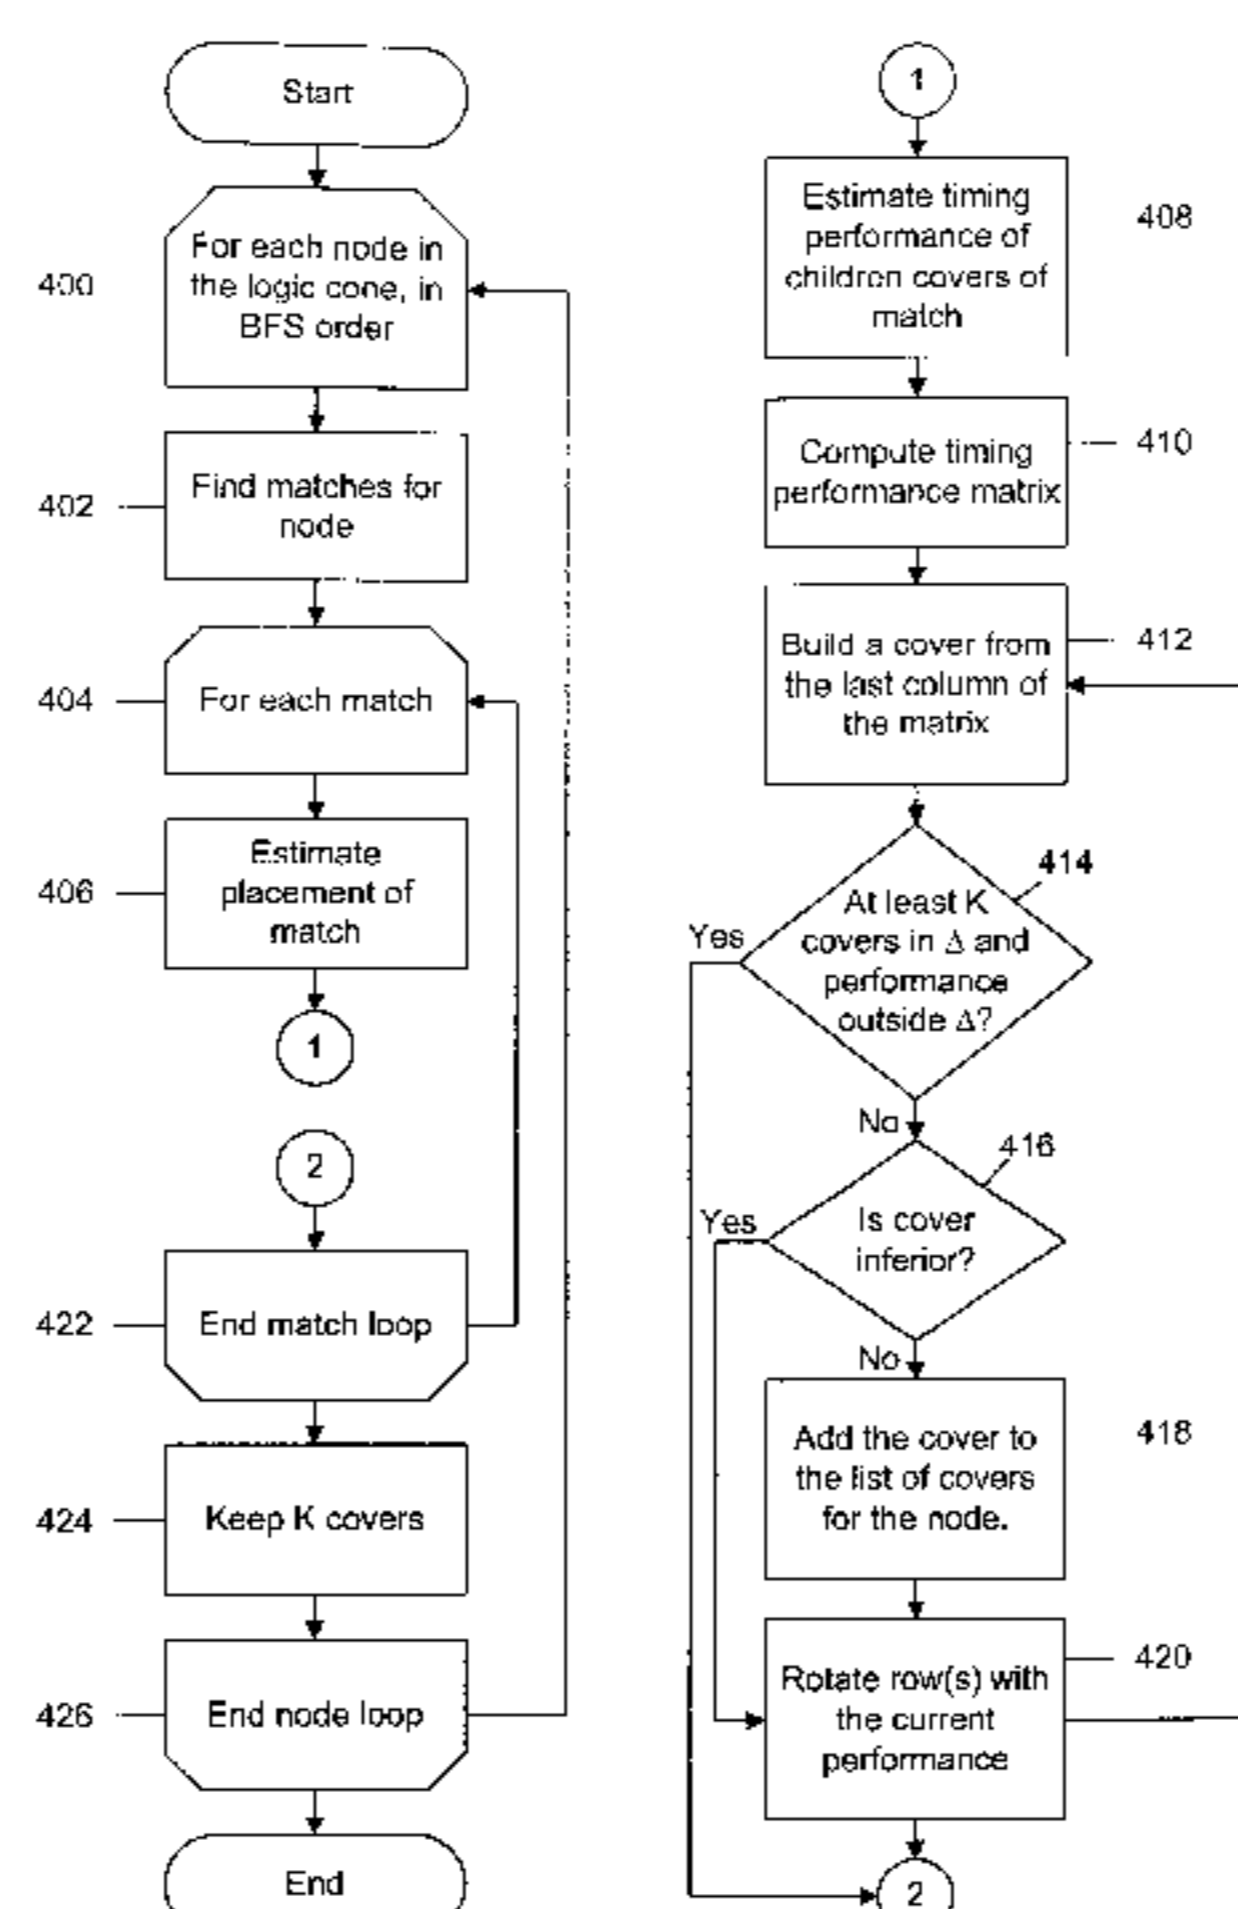 Start
400
For each node in
the logic cone, in
BFS order
402
Find matches for
node
404
For each match
406
Estimate
placement of
match
1
2
422
End match loop
424
Keep K covers
426
End node loop
End
1
Estimate timing
performance of
children covers of
match
408
Compute timing
performance matrix
410
Build a cover from
the last column of
the matrix
412
414
At least K
covers in Δ and
performance
outside Δ?
Yes
No
416
Is cover
inferior?
Yes
No
Add the cover to
the list of covers
for the node.
418
Rotate row(s) with
the current
performance
420
2